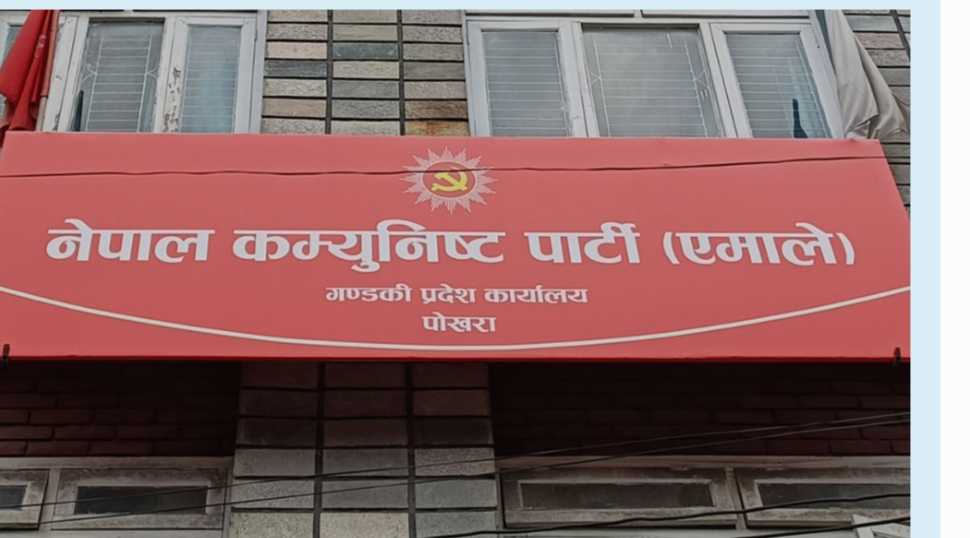 नेपाल कम्युनिष्ट पार्टी (एमाले)
गण्डकी प्रदेश कार्यालय
पोखरा